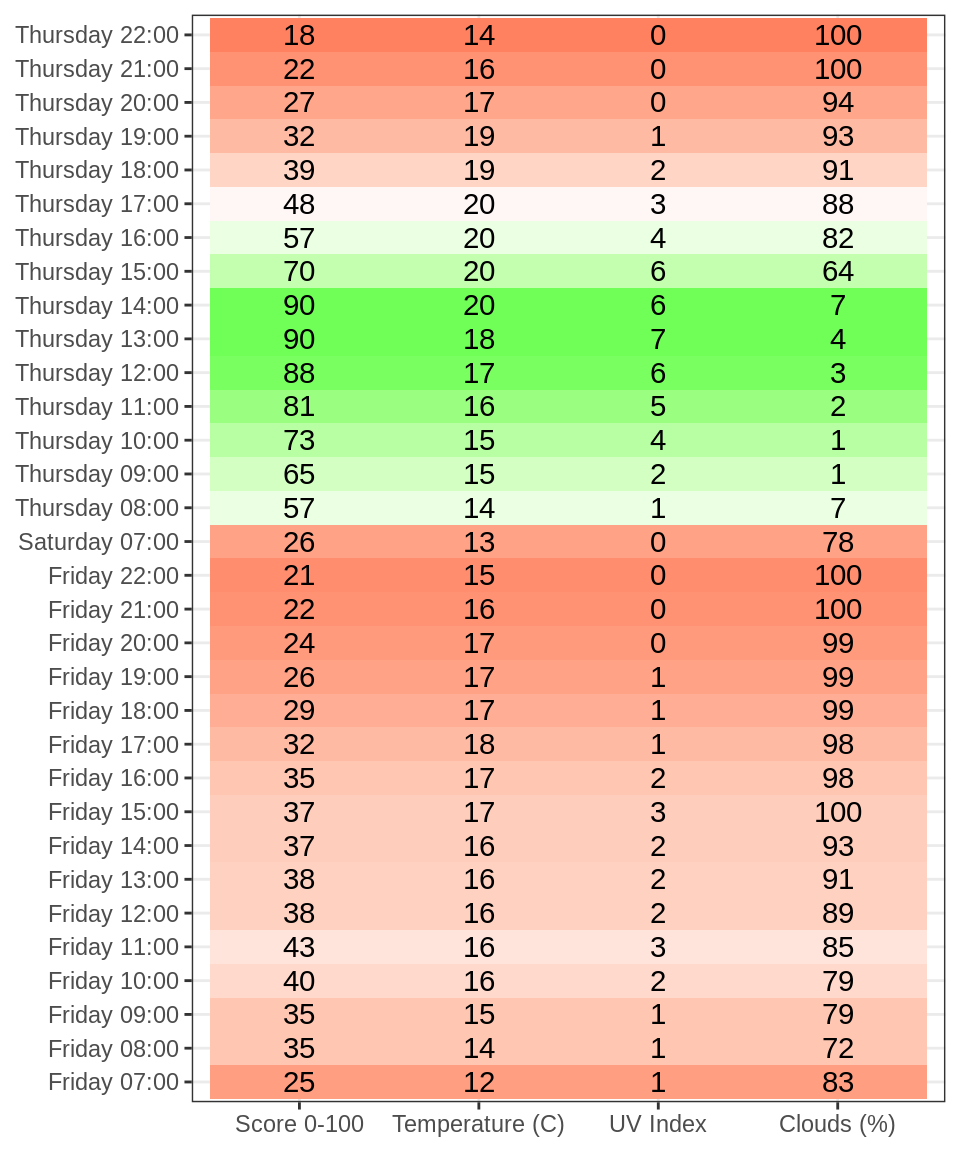 Thursday 22:00 18 14 0 100
Thursday 21:00 22 16 0 100
Thursday 20:00 27 17 0 94
Thursday 19:00 32 19 1 93
Thursday 18:00 39 19 2 91
Thursday 17:00 48 20 3 88
Thursday 16:00 57 20 4 82
Thursday 15:00 70 20 6 64
Thursday 14:00 90 20 6 7
Thursday 13:00 90 18 7 4
Thursday 12:00 88 17 6 3
Thursday 11:00 81 16 5 2
Thursday 10:00 73 15 4 1
Thursday 09:00 65 15 2 1
Thursday 08:00 57 14 1 7
Saturday 07:00 26 13 0 78
Friday 22:00 21 15 0 100
Friday 21:00 22 16 0 100
Friday 20:00 24 17 0 99
Friday 19:00 26 17 1 99
Friday 18:00 29 17 1 99
Friday 17:00 32 18 1 98
Friday 16:00 35 17 2 98
Friday 15:00 37 17 3 100
Friday 14:00 37 16 2 93
Friday 13:00 38 16 2 91
Friday 12:00 38 16 2 89
Friday 11:00 43 16 3 85
Friday 10:00 40 16 2 79
Friday 09:00 35 15 1 79
Friday 08:00 35 14 1 72
Friday 07:00 25 12 1 83
Score 0-100 Temperature (C) UV Index Clouds (%)